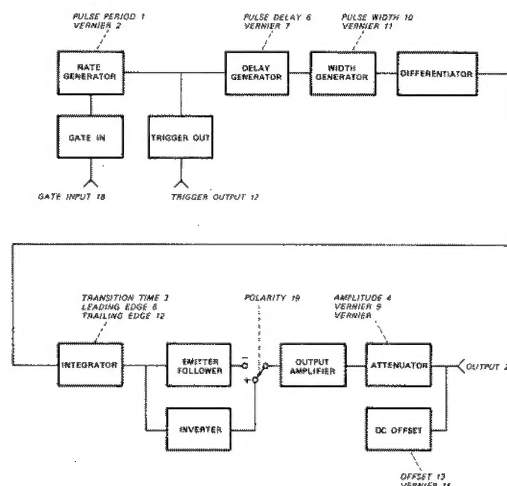 PULSE PERIOD 1
VERNIER 2
PULSE DELAY 6
VERNIER 7
PULSE WIDTH 10
VERNIER 11
RATE
GENERATOR
DELAY
GENERATOR
WIDTH
GENERATOR
DIFFERENTIATOR
GATE IN
TRIGGER OUT
GATE INPUT 18
TRIGGER OUTPUT 17
TRANSITION TIME 3
LEADING EDGE 8
TRAILING EDGE 12
POLARITY 19
AMPLITUDE 4
VERNIER 9
VERNIER
INTEGRATOR
EMITTER
FOLLOWER
-
+
OUTPUT
AMPLIFIER
ATTENUATOR
OUTPUT 2
INVERTER
DC OFFSET
OFFSET 13
VERNIER